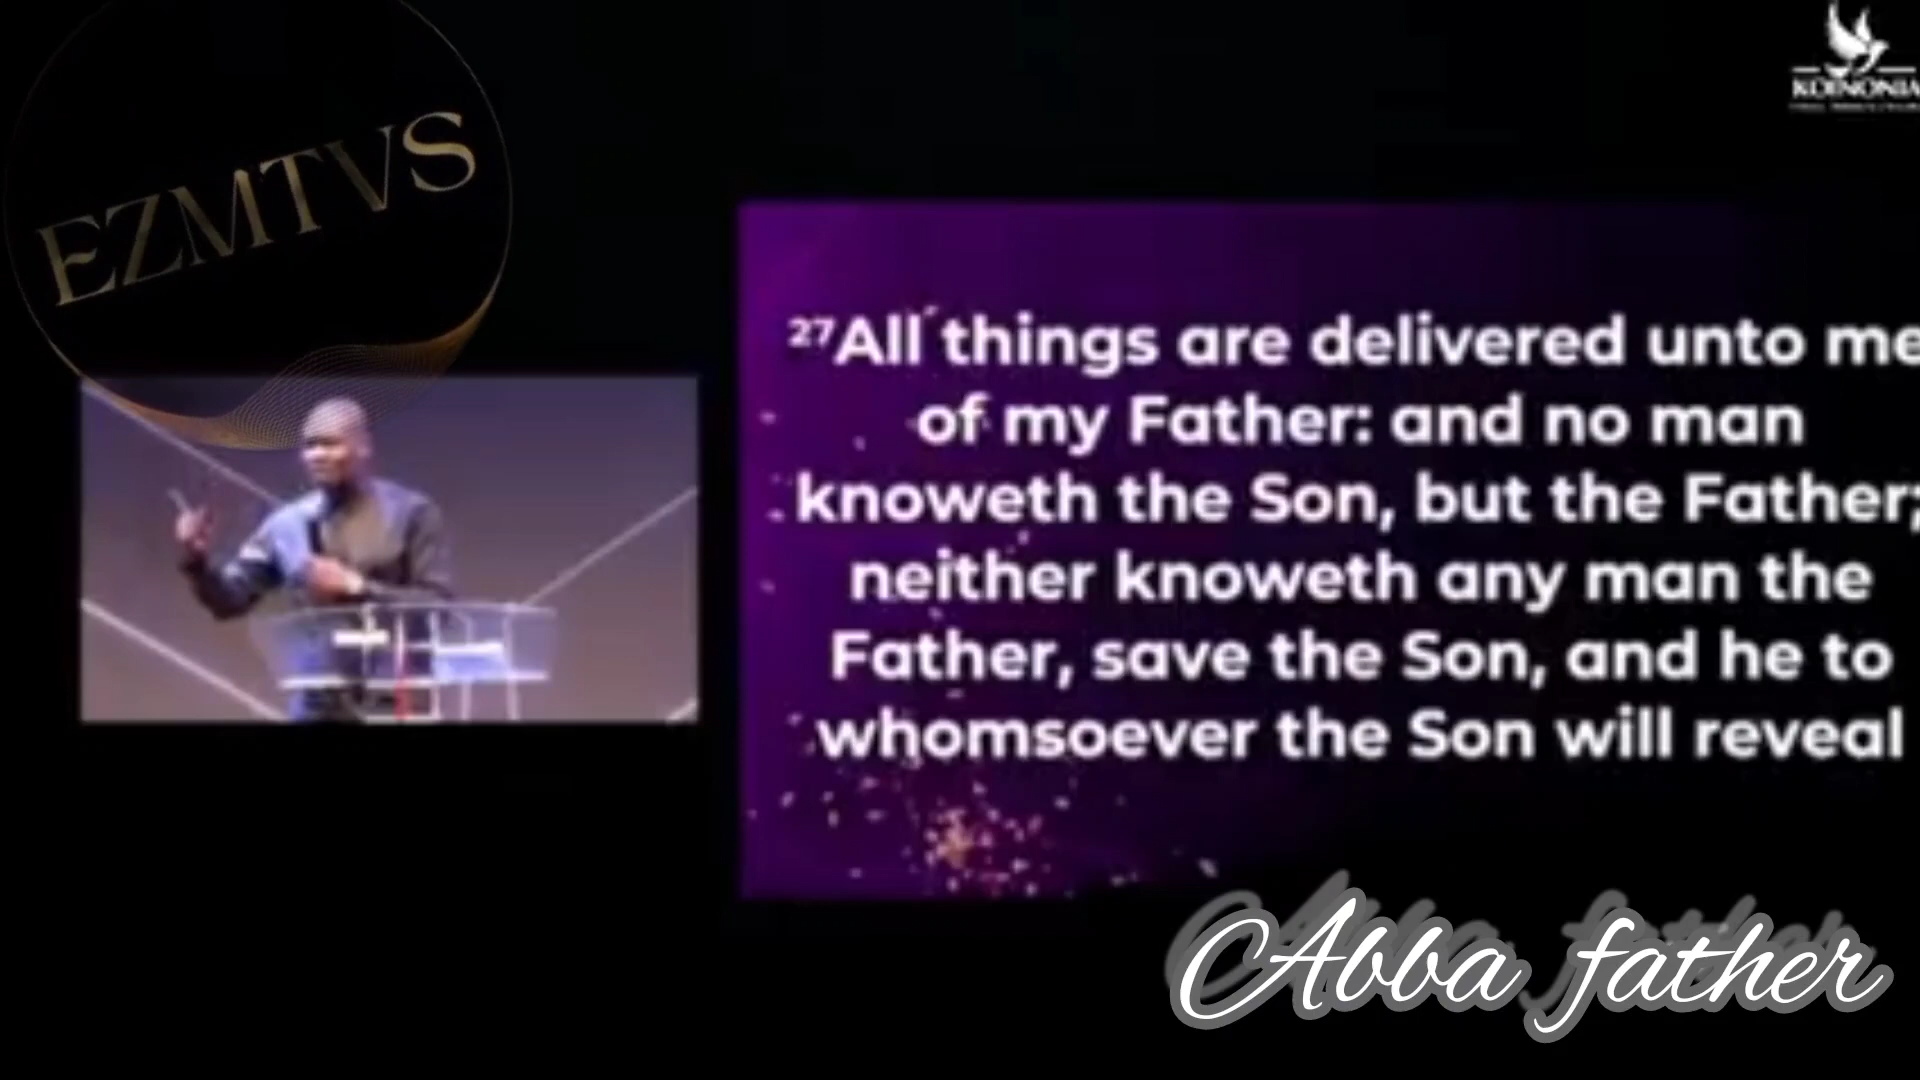 EZMTVS
KOINONIA
27All things are delivered unto me
of my Father: and no man
knoweth the Son, but the Father;
neither knoweth any man the
Father, save the Son, and he to
whomsoever the Son will reveal
Abba father